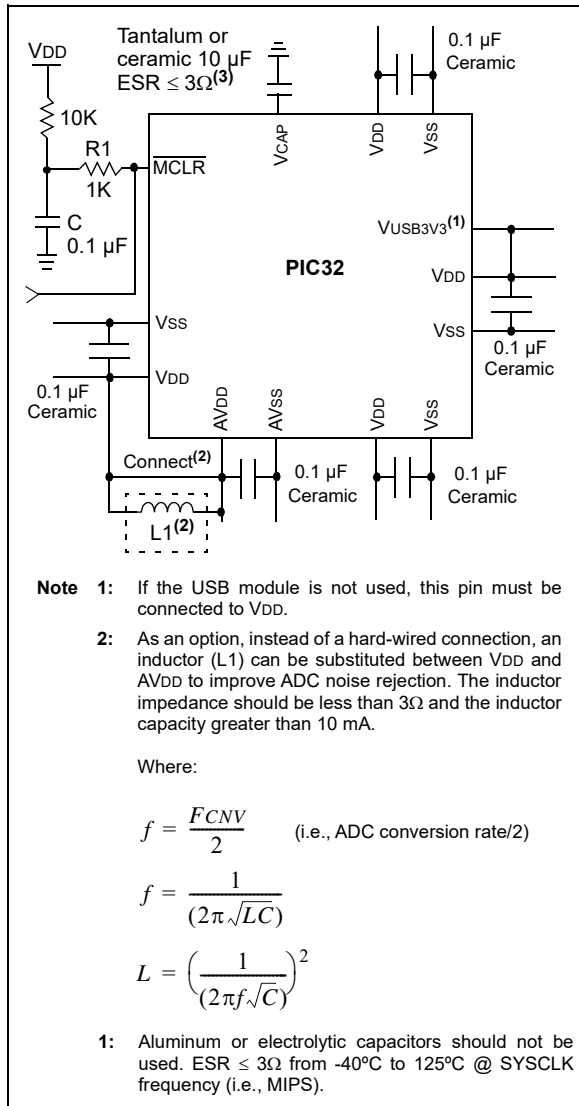 VDD
Tantalum or
ceramic 10 µF
ESR ≤ 3Ω(3)
0.1 µF
Ceramic
10K
R1
1K
C
0.1 µF
MCLR
VCAP
VDD
VSS
VUSB3V3(1)
VDD
VSS
PIC32
0.1 µF
Ceramic
VSS
VDD
0.1 µF
Ceramic
AVDD
AVSS
VDD
VSS
Connect(2)
L1(2)
0.1 µF
Ceramic
0.1 µF
Ceramic
Note 1: If the USB module is not used, this pin must be
connected to VDD.
2: As an option, instead of a hard-wired connection, an
inductor (L1) can be substituted between VDD and
AVDD to improve ADC noise rejection. The inductor
impedance should be less than 3Ω and the inductor
capacity greater than 10 mA.
Where:
f = FCNV / 2 (i.e., ADC conversion rate/2)
f = 1 / (2π√LC)
L = (1 / (2πf√C))²
1: Aluminum or electrolytic capacitors should not be
used. ESR ≤ 3Ω from -40ºC to 125ºC @ SYSCLK
frequency (i.e., MIPS).